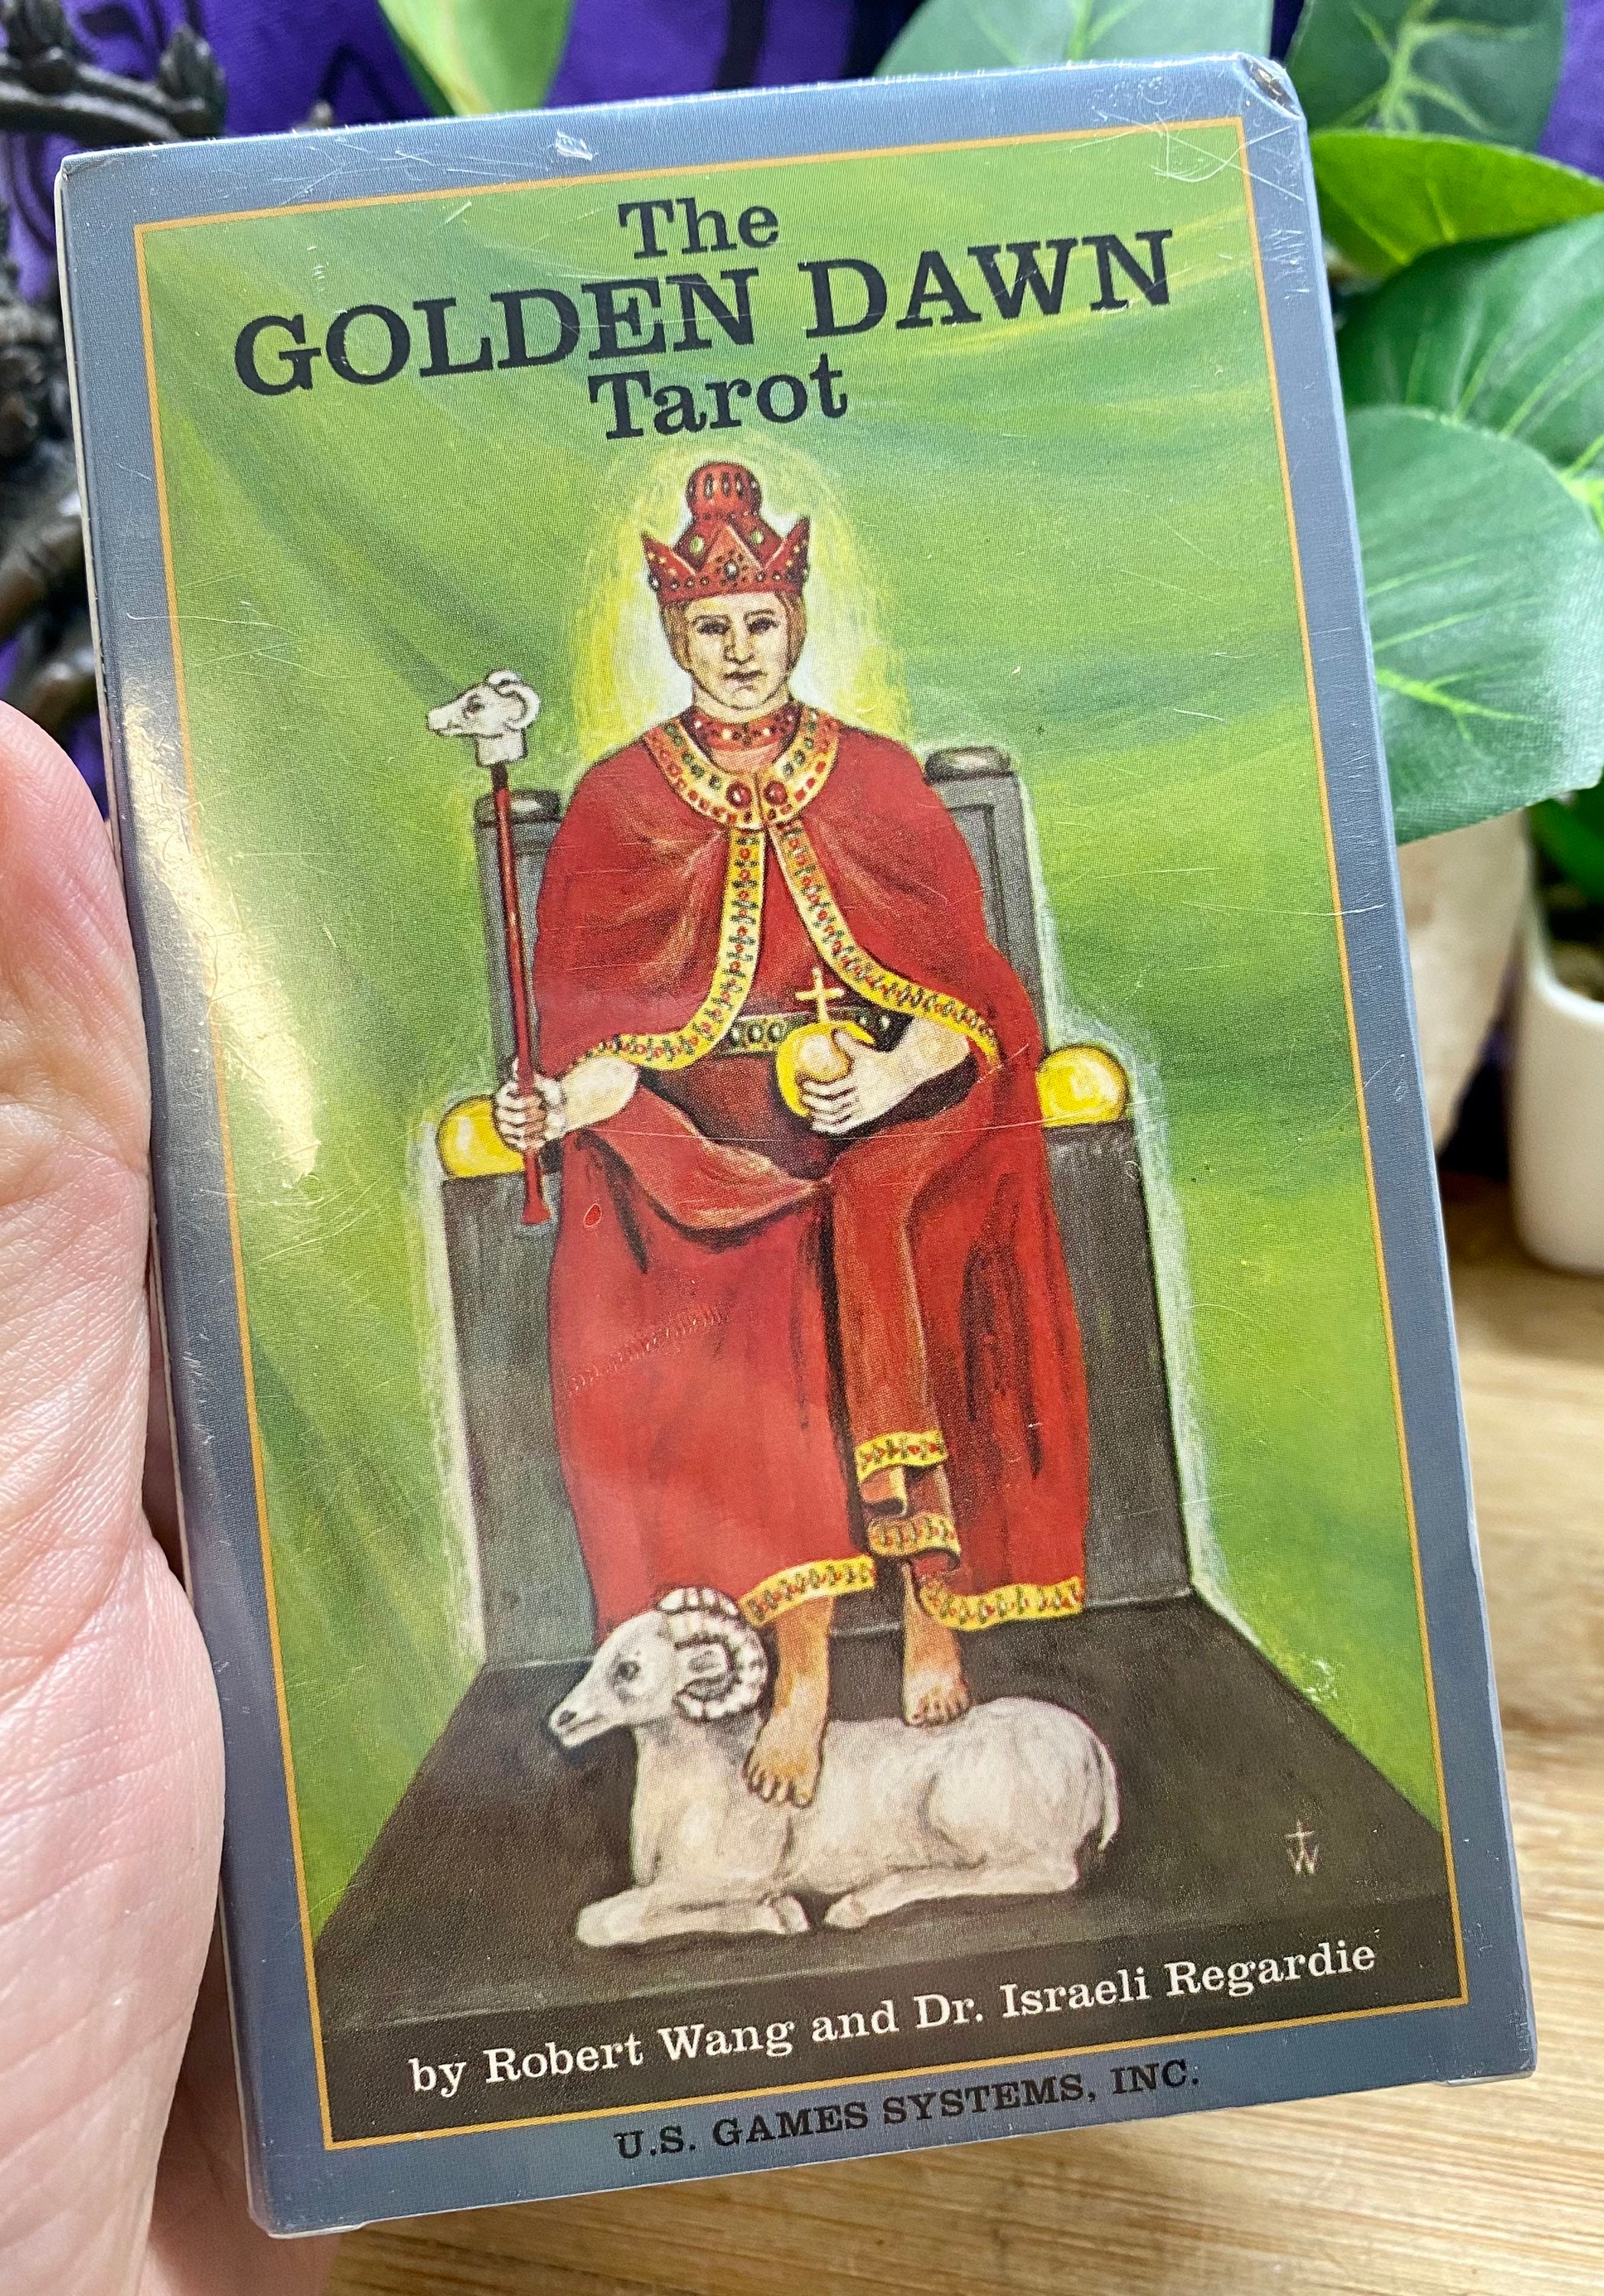 The
GOLDEN DAWN
Tarot
W
by Robert Wang and Dr. Israeli Regardie
U.S. GAMES SYSTEMS, INC.